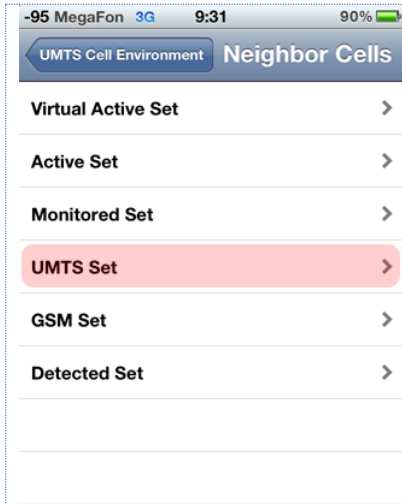 -95 MegaFon 3G 9:31 90%
UMTS Cell Environment Neighbor Cells
Virtual Active Set
Active Set
Monitored Set
UMTS Set
GSM Set
Detected Set